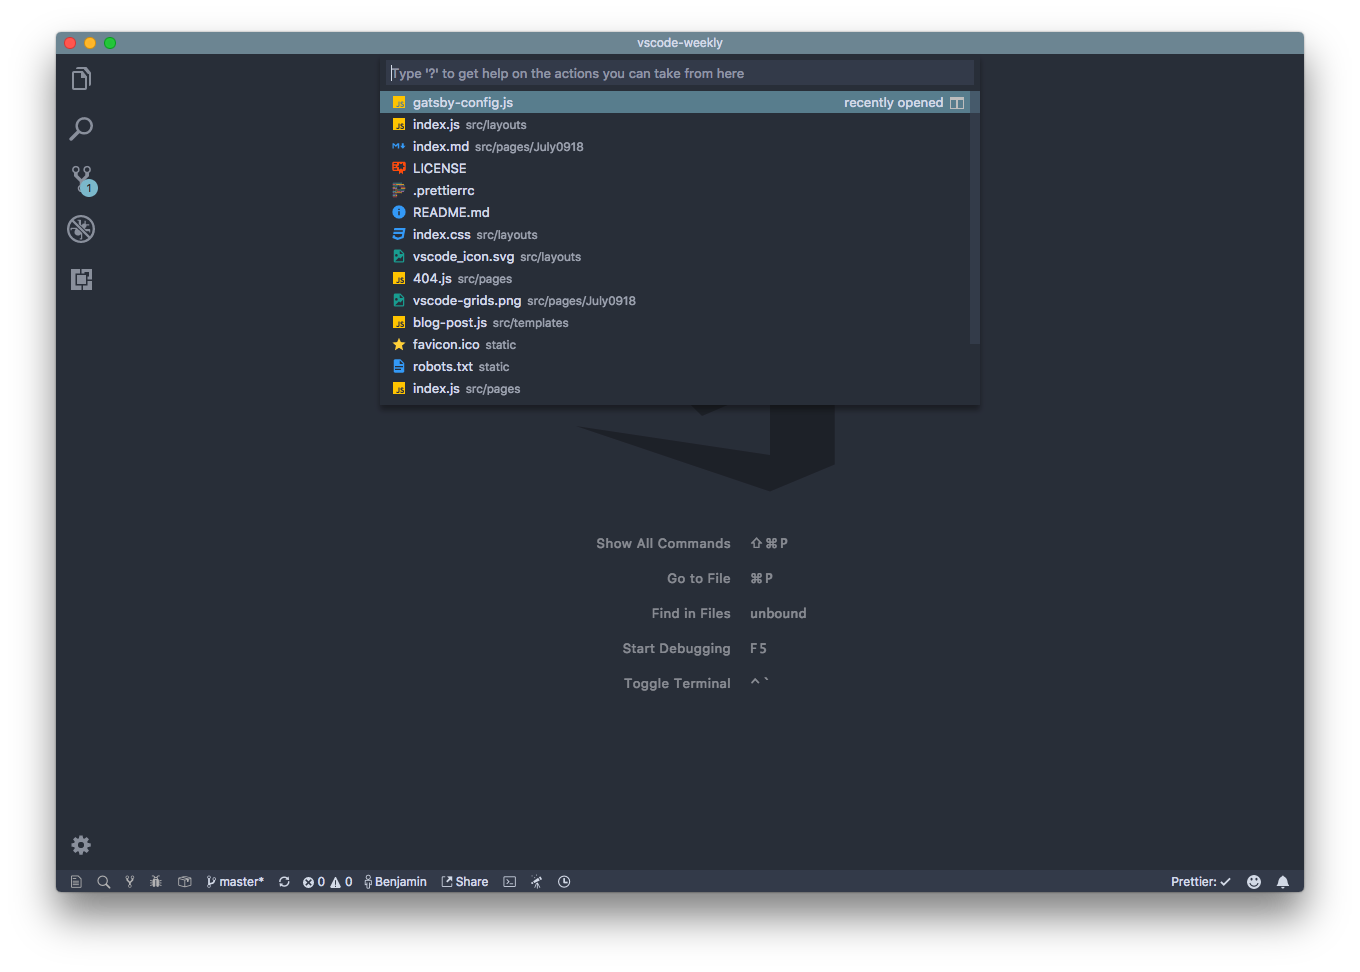 vscode-weekly
Type '?' to get help on the actions you can take from here
gatsby-config.js recently opened
index.js src/layouts
index.md src/pages/July0918
LICENSE
.prettierrc
README.md
index.css src/layouts
vscode_icon.svg src/layouts
404.js src/pages
vscode-grids.png src/pages/July0918
blog-post.js src/templates
favicon.ico static
robots.txt static
index.js src/pages
1
Show All Commands ⇧⌘P
Go to File ⌘P
Find in Files unbound
Start Debugging F5
Toggle Terminal ^`
master* 0 0 Benjamin Share Prettier: ✓